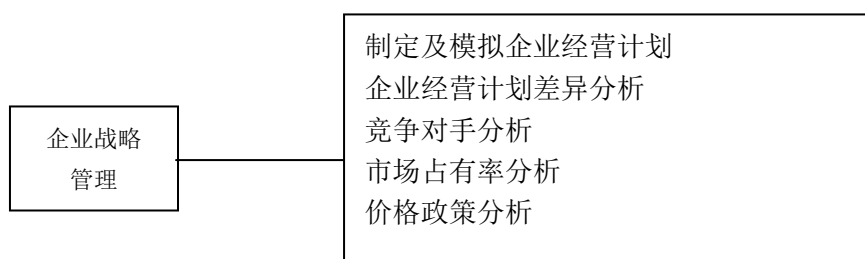 制定及模拟企业经营计划
企业经营计划差异分析
竞争对手分析
市场占有率分析
价格政策分析
企业战略
管理